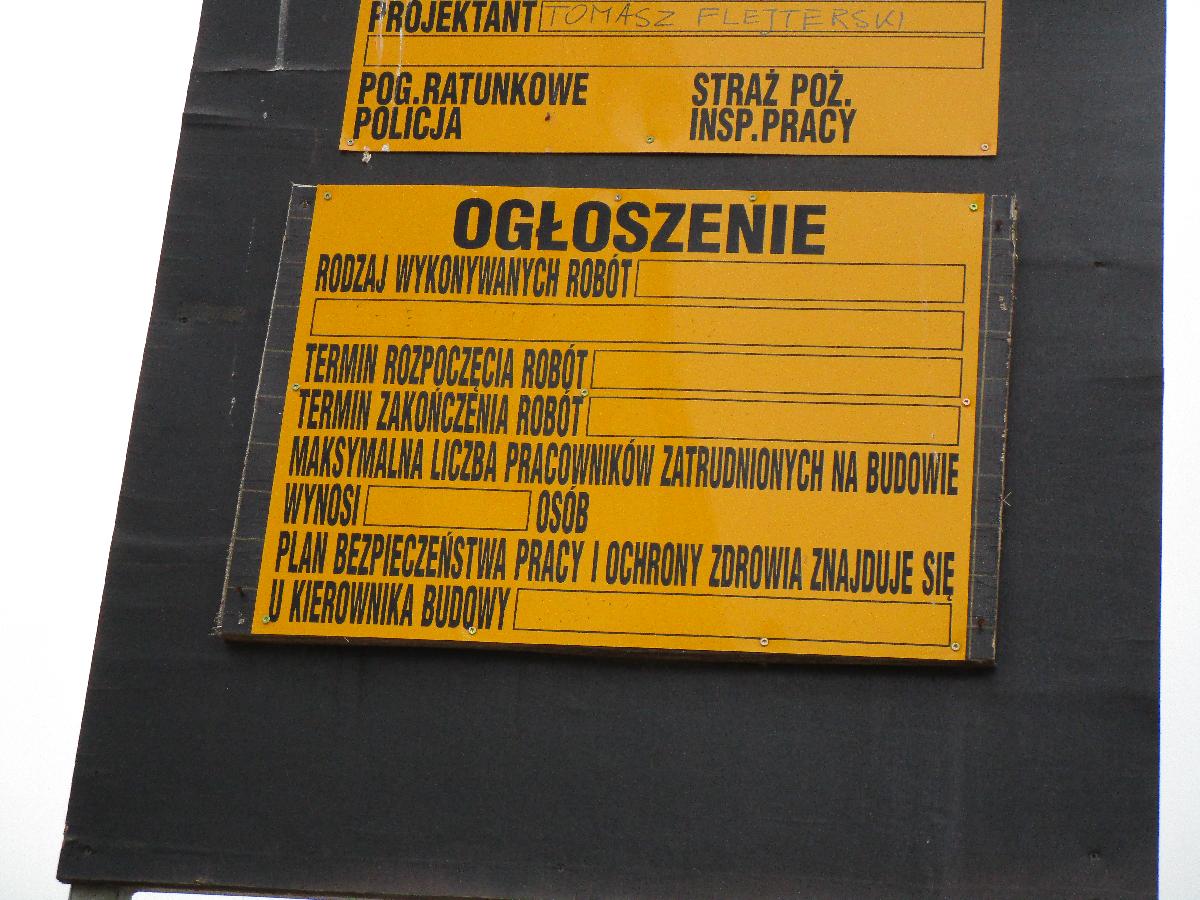 PROJEKTANT TOMASZ FLEJTERSKI
POG.RATUNKOWE STRAŻ POŻ.
POLICJA INSP.PRACY
OGŁOSZENIE
RODZAJ WYKONYWANYCH ROBÓT
TERMIN ROZPOCZĘCIA ROBÓT
TERMIN ZAKOŃCZENIA ROBÓT
MAKSYMALNA LICZBA PRACOWNIKÓW ZATRUDNIONYCH NA BUDOWIE
WYNOSI OSÓB
PLAN BEZPIECZEŃSTWA PRACY I OCHRONY ZDROWIA ZNAJDUJE SIĘ
U KIEROWNIKA BUDOWY